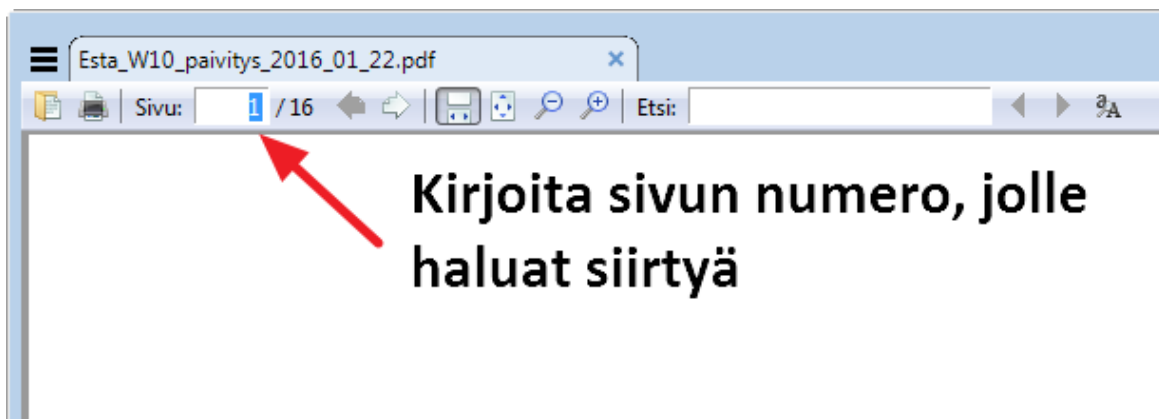 Esta_W10_paivitys_2016_01_22.pdf
Sivu: 1 / 16 Etsi:
Kirjoita sivun numero, jolle
haluat siirtyä